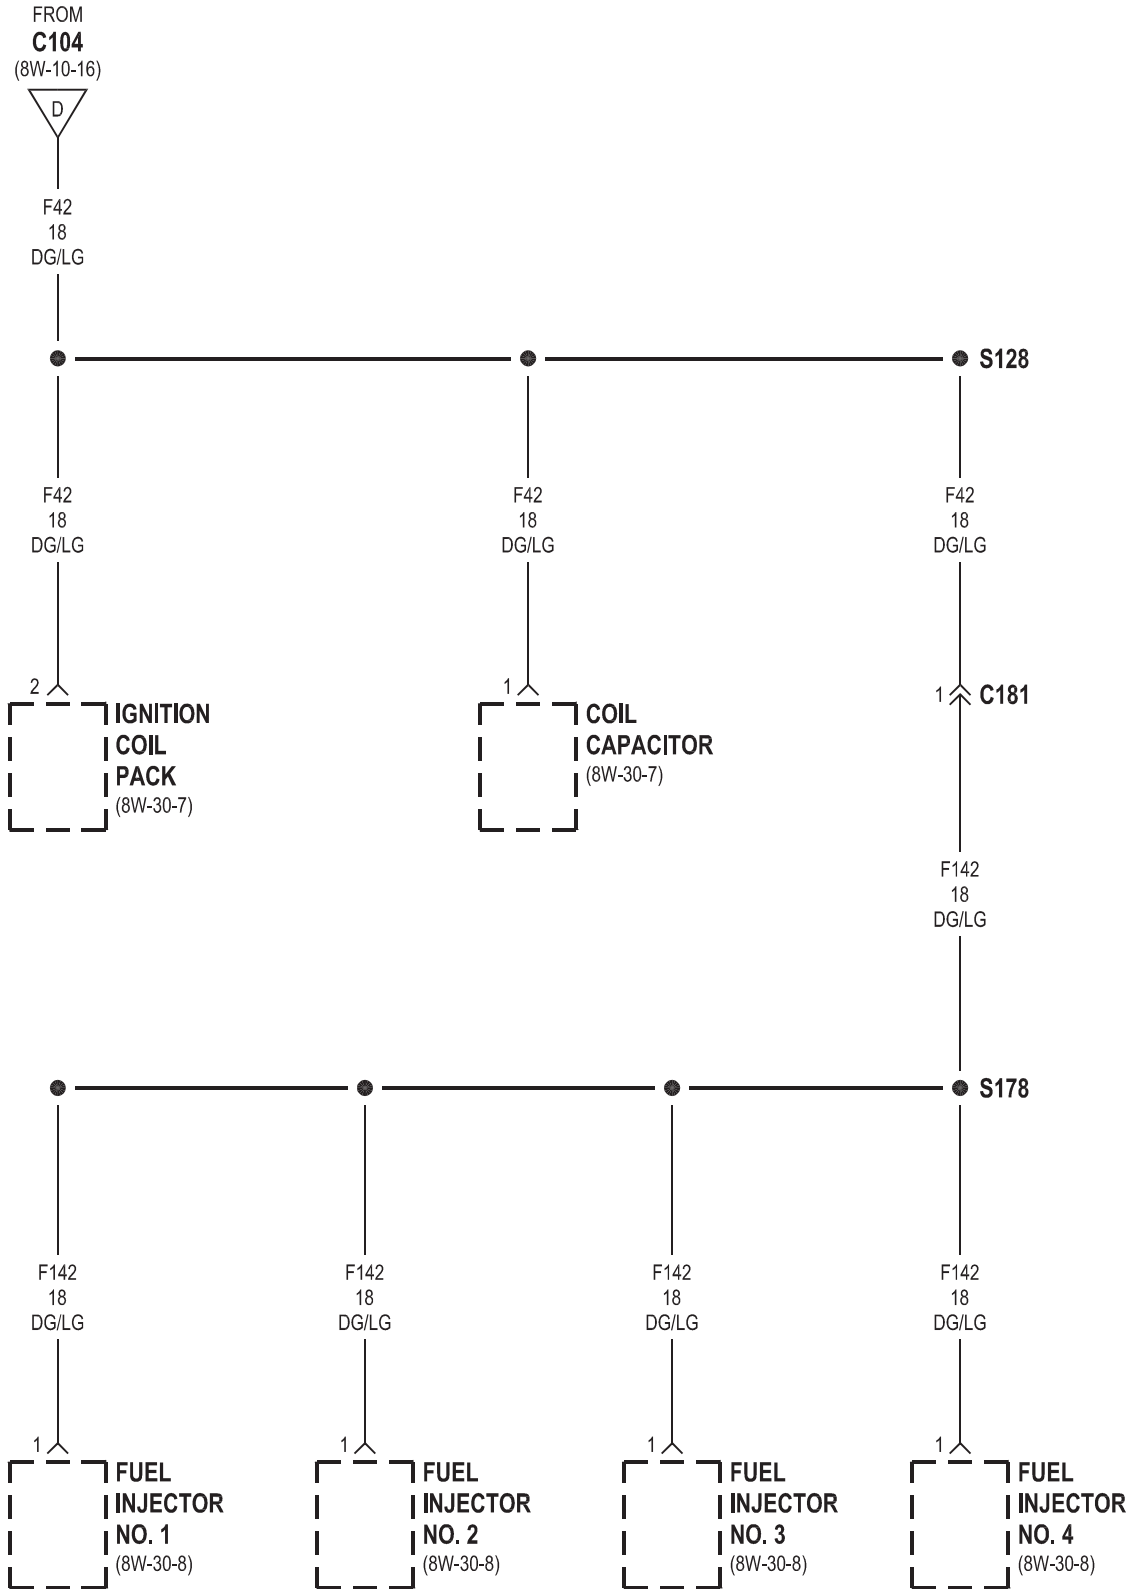 FROM
C104
(8W-10-16)
D
F42
18
DG/LG
S128
F42
18
DG/LG
F42
18
DG/LG
F42
18
DG/LG
2
IGNITION
COIL
PACK
(8W-30-7)
1
COIL
CAPACITOR
(8W-30-7)
1
C181
F142
18
DG/LG
S178
F142
18
DG/LG
F142
18
DG/LG
F142
18
DG/LG
F142
18
DG/LG
1
FUEL
INJECTOR
NO. 1
(8W-30-8)
1
FUEL
INJECTOR
NO. 2
(8W-30-8)
1
FUEL
INJECTOR
NO. 3
(8W-30-8)
1
FUEL
INJECTOR
NO. 4
(8W-30-8)